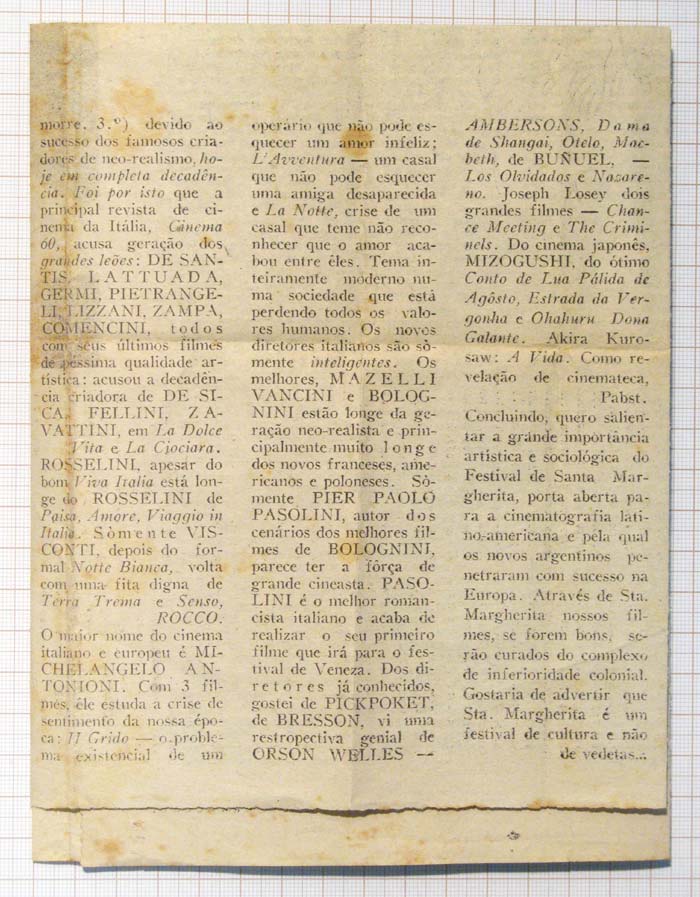 morre. 3.º) devido ao
sucesso dos famosos cria-
dores de neo-realismo, ho-
je em completa decadên-
cia. Foi por isto que a
principal revista de ci-
nema da Itália, Cinema
60, acusa geração dos
grandes leões: DE SAN-
TIS, LATTUADA,
GERMI, PIETRANGE-
LI, LIZZANI, ZAMPA,
COMENCINI, todos
com seus últimos filmes
de péssima qualidade ar-
tística: acusou a decadên-
cia criadora de DE SI-
CA, FELLINI, ZA-
VATTINI, em La Dolce
Vita e La Ciociara.
ROSSELINI, apesar do
bom Viva Italia está lon-
ge do ROSSELINI de
Paisa, Amore, Viaggio in
Italia. Sòmente VIS-
CONTI, depois do for-
mal Notte Bianca, volta
com uma fita digna de
Terra Trema e Senso,
ROCCO.
O maior nome do cinema
italiano e europeu é MI-
CHELANGELO AN-
TONIONI. Com 3 fil-
mes, êle estuda a crise de
sentimento da nossa épo-
ca: Il Grido — o proble-
ma existencial de um
operário que não pode es-
quecer um amor infeliz;
L'Avventura — um casal
que não pode esquecer
uma amiga desaparecida
e La Notte, crise de um
casal que teme não reco-
nhecer que o amor aca-
bou entre êles. Tema in-
teiramente moderno nu-
ma sociedade que está
perdendo todos os valo-
res humanos. Os novos
diretores italianos são sò-
mente inteligentes. Os
melhores, MAZELLI
VANCINI e BOLOG-
NINI estão longe da ge-
ração neo-realista e prin-
cipalmente muito longe
dos novos franceses, ame-
ricanos e poloneses. Sò-
mente PIER PAOLO
PASOLINI, autor dos
cenários dos melhores fil-
mes de BOLOGNINI,
parece ter a fôrça de
grande cineasta. PASO-
LINI é o melhor roman-
cista italiano e acaba de
realizar o seu primeiro
filme que irá para o fes-
tival de Veneza. Dos di-
retores já conhecidos,
gostei de PICKPOKET,
de BRESSON, vi uma
restropectiva genial de
ORSON WELLES —
AMBERSONS, Dama
de Shangai, Otelo, Mac-
beth, de BUÑUEL, —
Los Olvidados e Nazare-
no. Joseph Losey dois
grandes filmes — Chan-
ce Meeting e The Crimi-
nels. Do cinema japonês,
MIZOGUSHI, do ótimo
Conto de Lua Pálida de
Agôsto, Estrada da Ver-
gonha e Ohahuru Dona
Galante. Akira Kuro-
saw: A Vida. Como re-
velação de cinemateca,
Pabst.
Concluindo, quero salien-
tar a grande importância
artística e sociológica do
Festival de Santa Mar-
gherita, porta aberta pa-
ra a cinematografia lati-
no-americana e pela qual
os novos argentinos pe-
netraram com sucesso na
Europa. Através de Sta.
Margherita nossos fil-
mes, se forem bons, se-
rão curados do complexo
de inferioridade colonial.
Gostaria de advertir que
Sta. Margherita é um
festival de cultura e não
de vedetas...